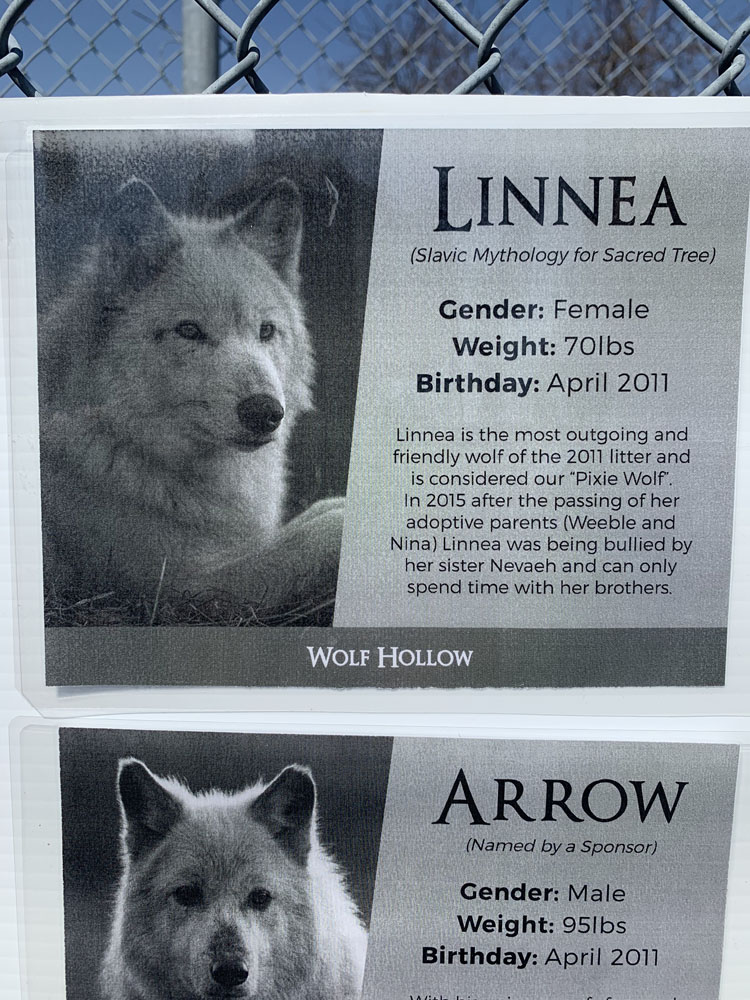 LINNEA
(Slavic Mythology for Sacred Tree)
Gender: Female
Weight: 70lbs
Birthday: April 2011
Linnea is the most outgoing and
friendly wolf of the 2011 litter and
is considered our “Pixie Wolf”.
In 2015 after the passing of her
adoptive parents (Weeble and
Nina) Linnea was being bullied by
her sister Nevaeh and can only
spend time with her brothers.
WOLF HOLLOW
ARROW
(Named by a Sponsor)
Gender: Male
Weight: 95lbs
Birthday: April 2011